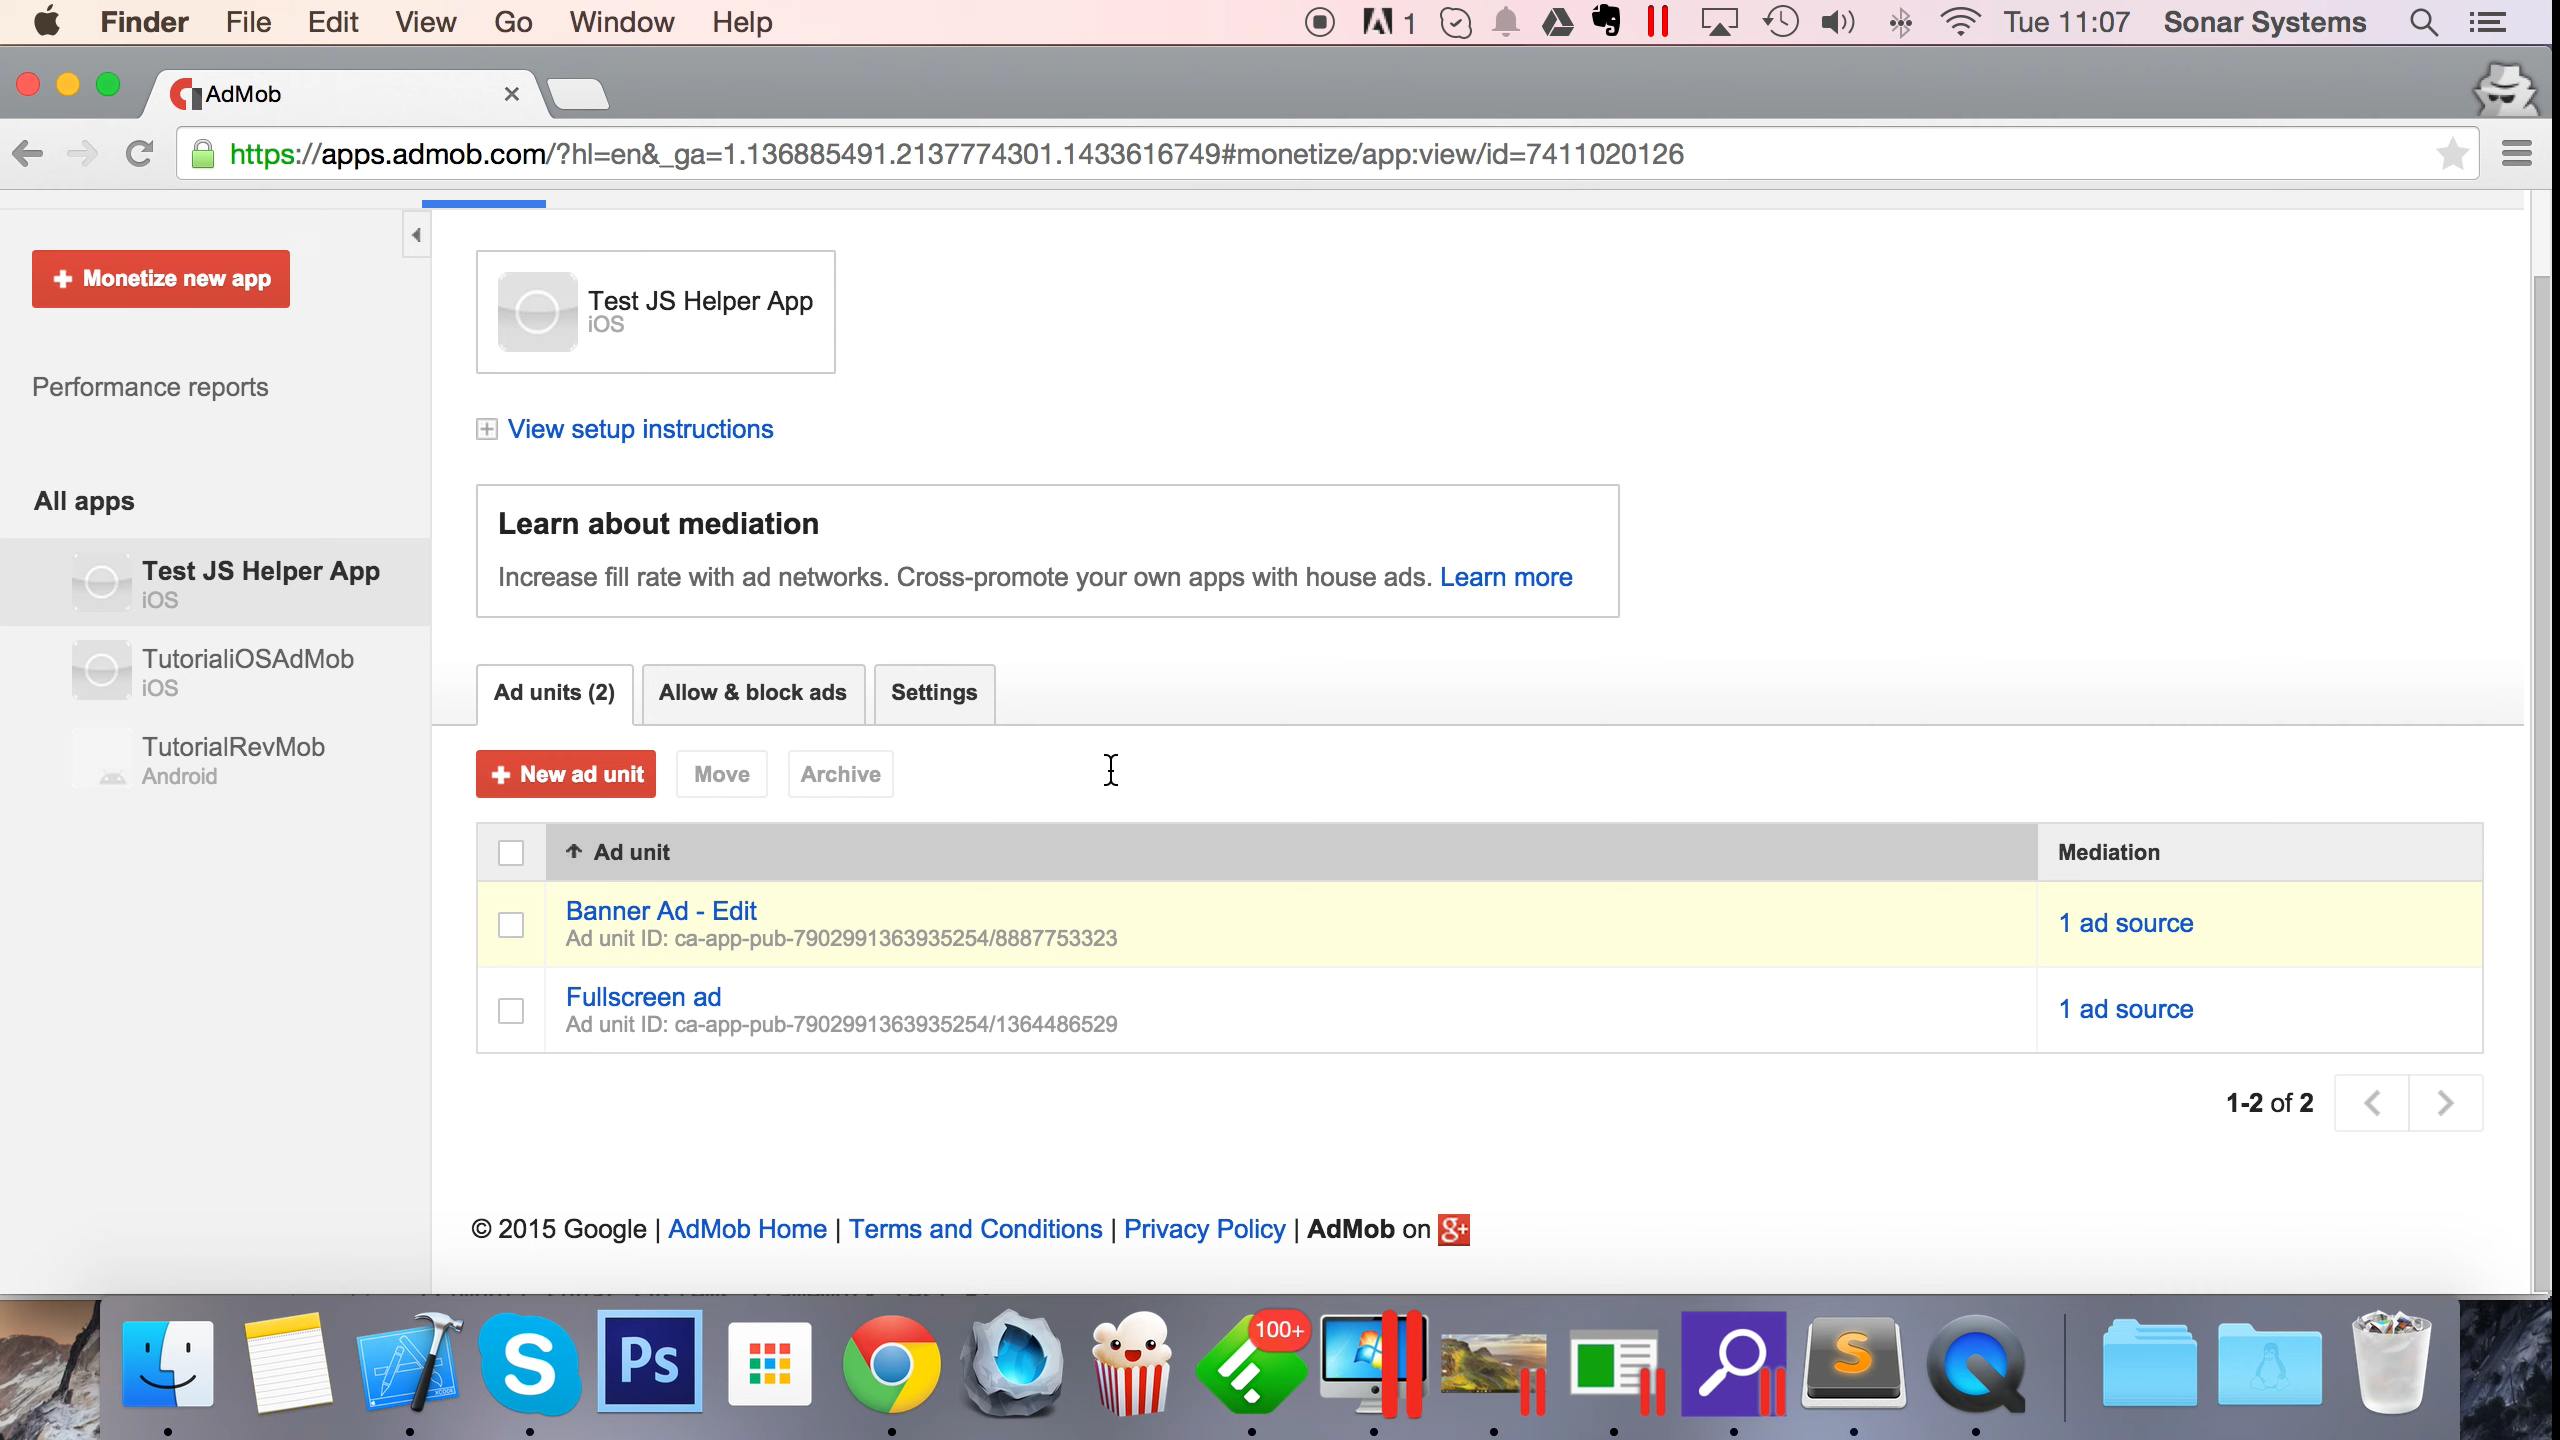 Finder File Edit View Go Window Help 1 Tue 11:07 Sonar Systems
AdMob
https://apps.admob.com/?hl=en&_ga=1.136885491.2137774301.1433616749#monetize/app:view/id=7411020126
Monetize new app
Performance reports
All apps
Test JS Helper App
iOS
TutorialiOSAdMob
iOS
TutorialRevMob
Android
Test JS Helper App
iOS
View setup instructions
Learn about mediation
Increase fill rate with ad networks. Cross-promote your own apps with house ads. Learn more
Ad units (2) Allow & block ads Settings
New ad unit Move Archive
Ad unit Mediation
Banner Ad - Edit
Ad unit ID: ca-app-pub-7902991363935254/8887753323
1 ad source
Fullscreen ad
Ad unit ID: ca-app-pub-7902991363935254/1364486529
1 ad source
1-2 of 2
© 2015 Google | AdMob Home | Terms and Conditions | Privacy Policy | AdMob on g+
S Ps 100+ S